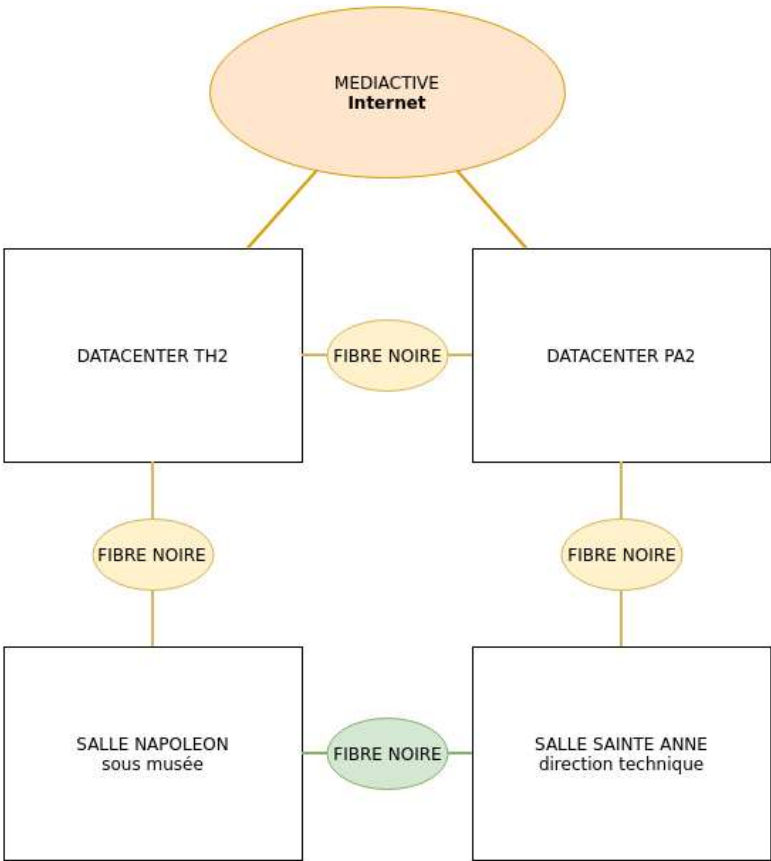 MEDIACTIVE
Internet
DATACENTER TH2
FIBRE NOIRE
DATACENTER PA2
FIBRE NOIRE
FIBRE NOIRE
SALLE NAPOLEON
sous musée
FIBRE NOIRE
SALLE SAINTE ANNE
direction technique